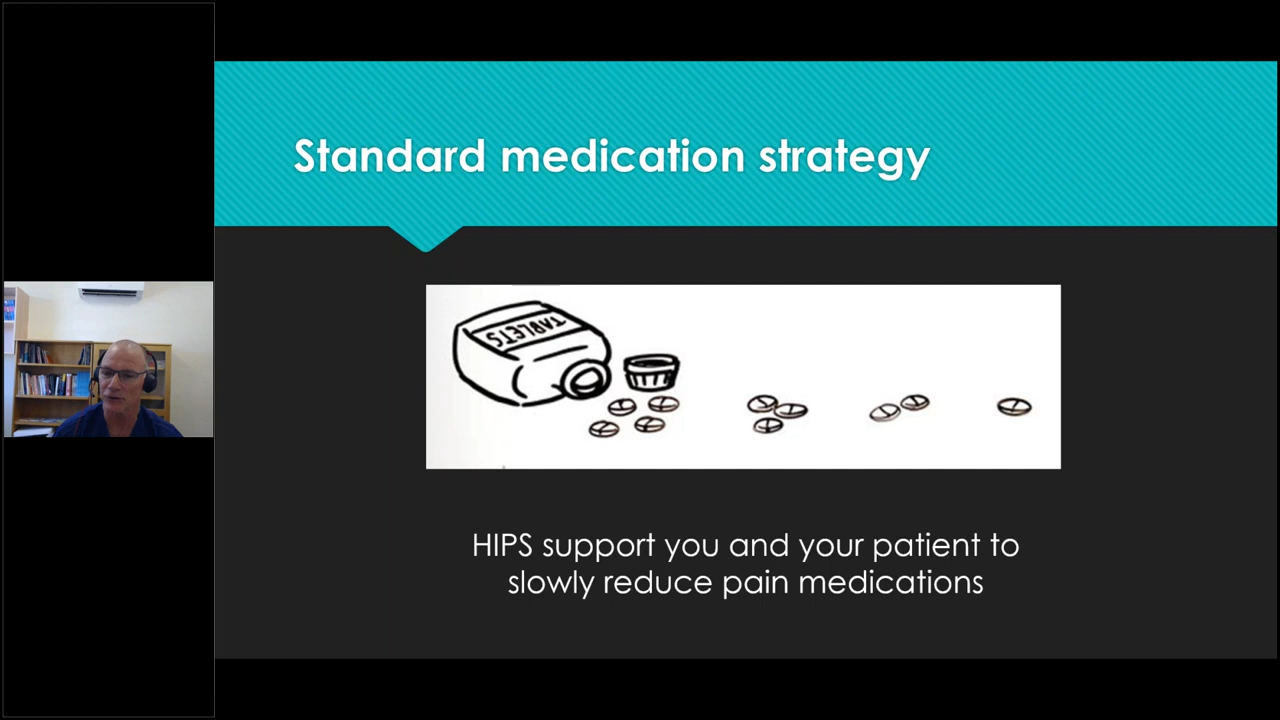 Standard medication strategy
TABLETS
HIPS support you and your patient to
slowly reduce pain medications